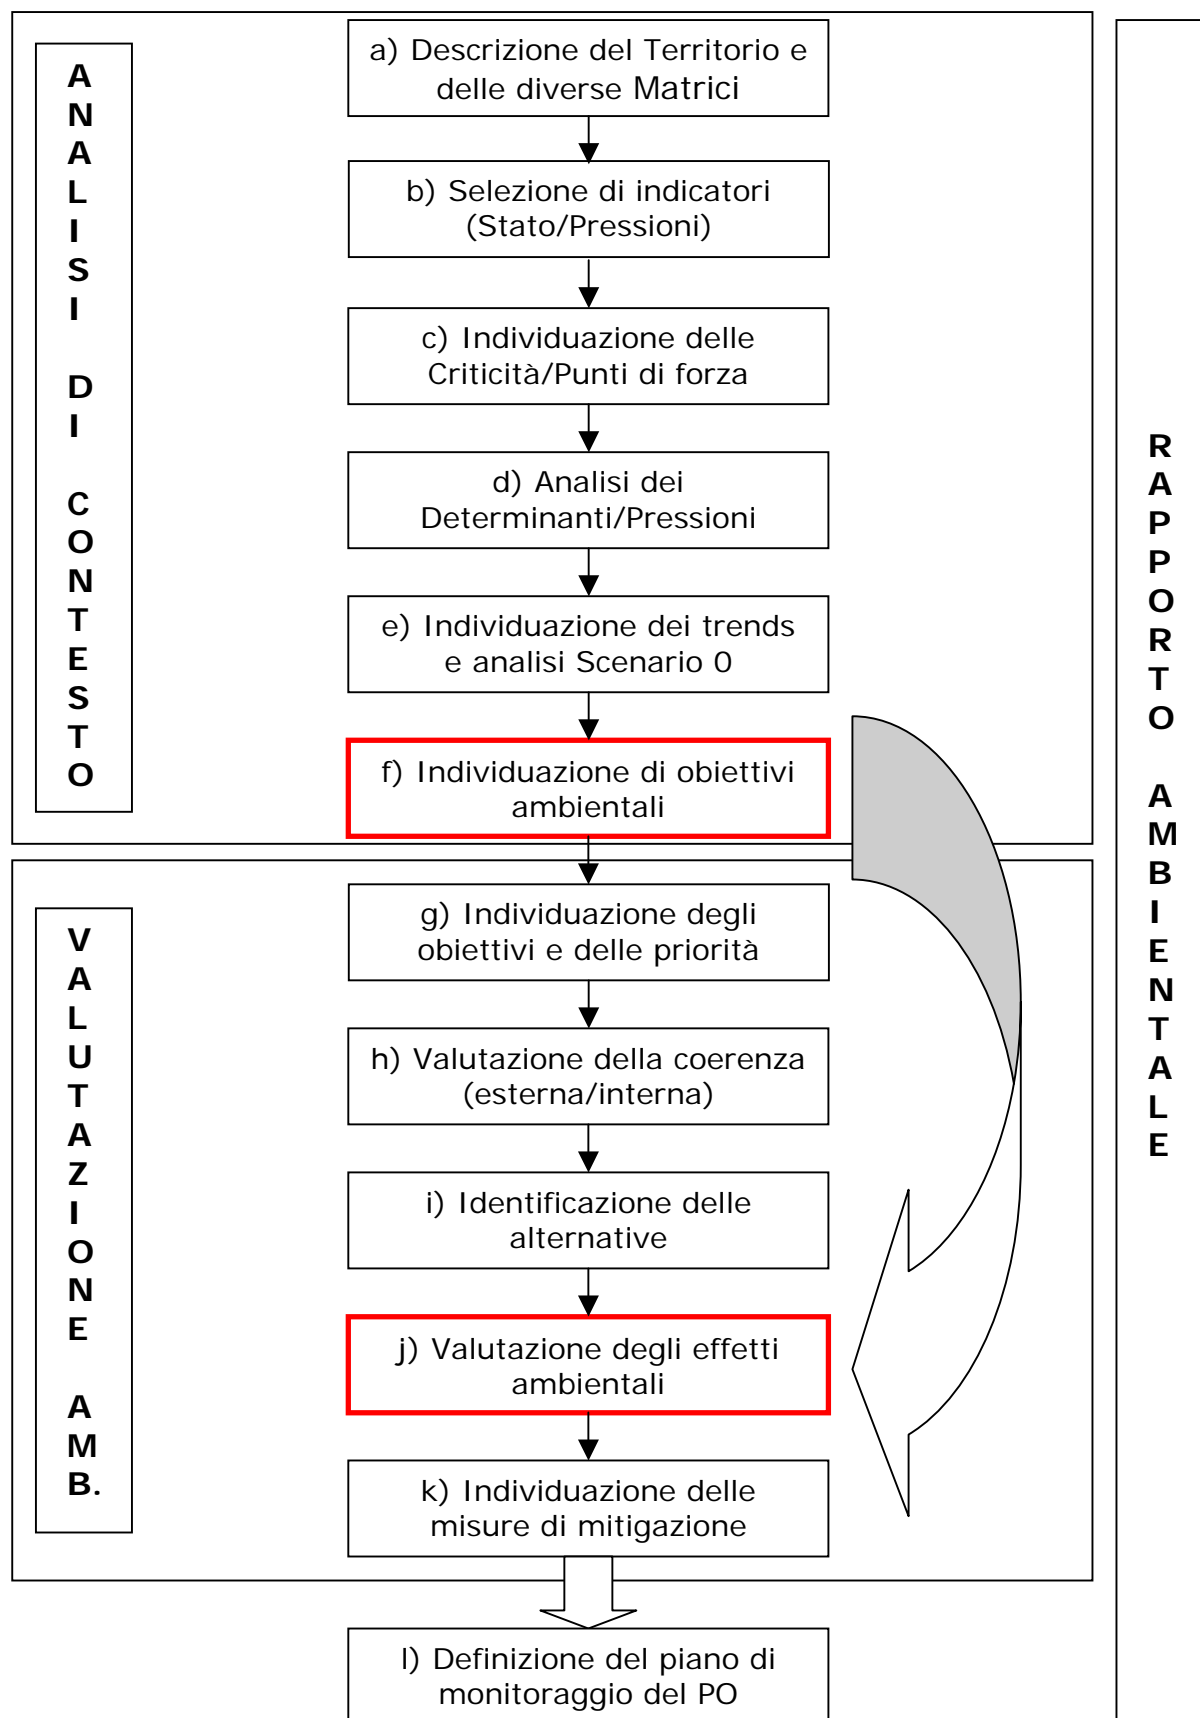 ANALISI DI CONTESTO
a) Descrizione del Territorio e
delle diverse Matrici
b) Selezione di indicatori
(Stato/Pressioni)
c) Individuazione delle
Criticità/Punti di forza
d) Analisi dei
Determinanti/Pressioni
e) Individuazione dei trends
e analisi Scenario 0
f) Individuazione di obiettivi
ambientali
VALUTAZIONE AMB.
g) Individuazione degli
obiettivi e delle priorità
h) Valutazione della coerenza
(esterna/interna)
i) Identificazione delle
alternative
j) Valutazione degli effetti
ambientali
k) Individuazione delle
misure di mitigazione
l) Definizione del piano di
monitoraggio del PO
RAPPORTO AMBIENTALE